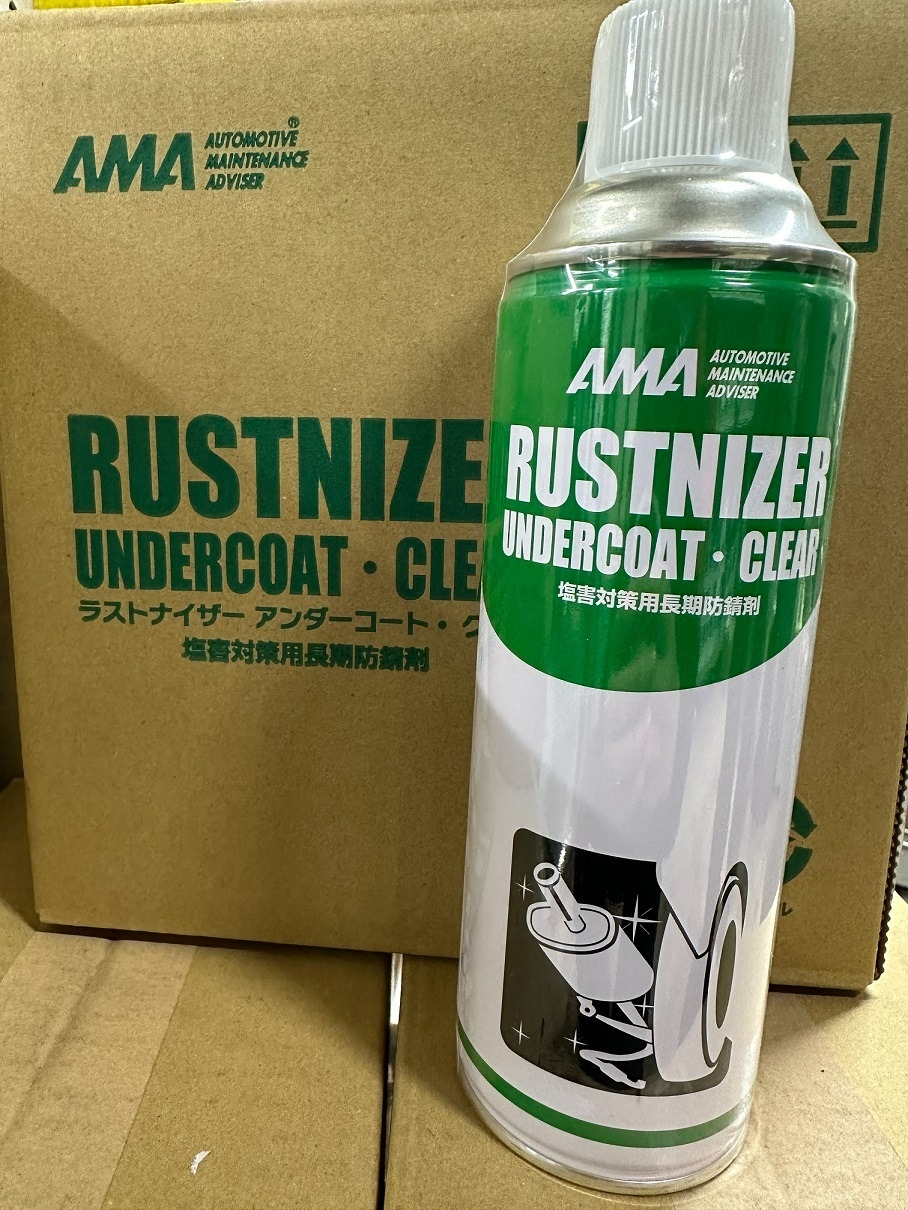 AMA AUTOMOTIVE ®
MAINTENANCE
ADVISER
RUSTNIZE
UNDERCOAT・CLE
ラストナイザー アンダーコート・ク
塩害対策用長期防錆剤
AMA AUTOMOTIVE
MAINTENANCE
ADVISER
RUSTNIZER
UNDERCOAT・CLEAR
塩害対策用長期防錆剤